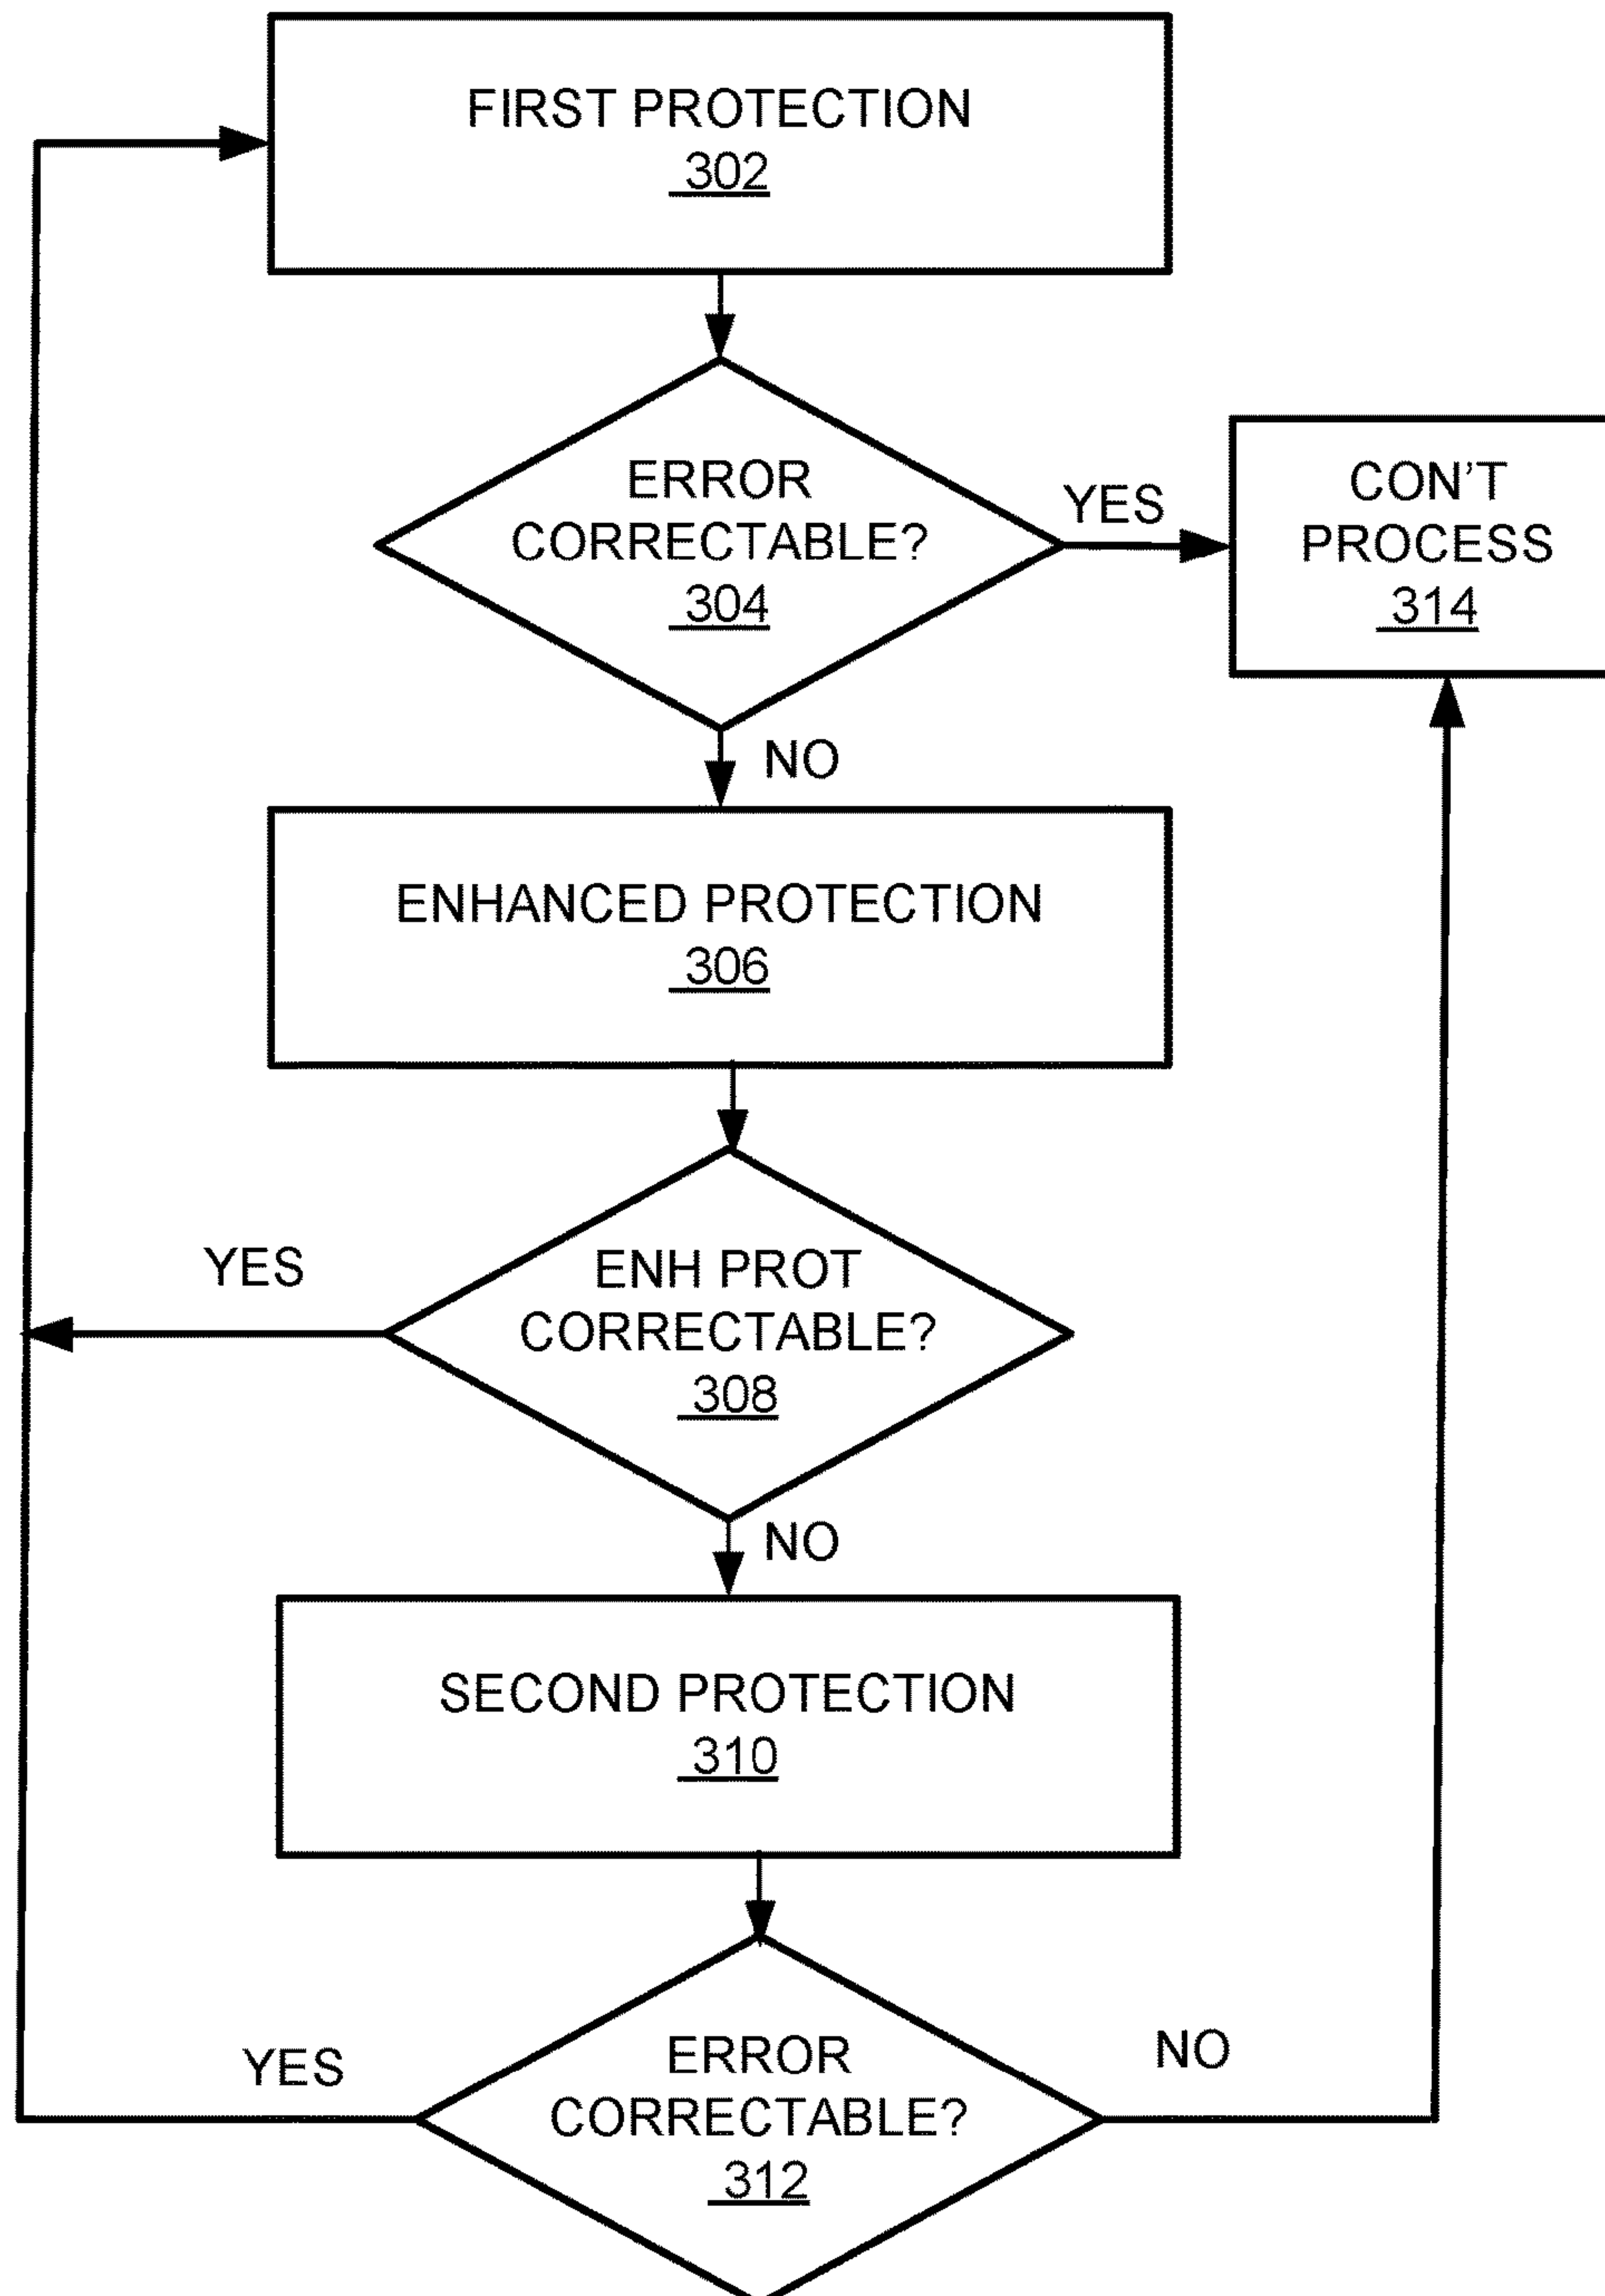 FIRST PROTECTION
302
ERROR
CORRECTABLE?
304
YES
CON'T
PROCESS
314
NO
ENHANCED PROTECTION
306
YES
ENH PROT
CORRECTABLE?
308
NO
SECOND PROTECTION
310
YES
ERROR
CORRECTABLE?
312
NO